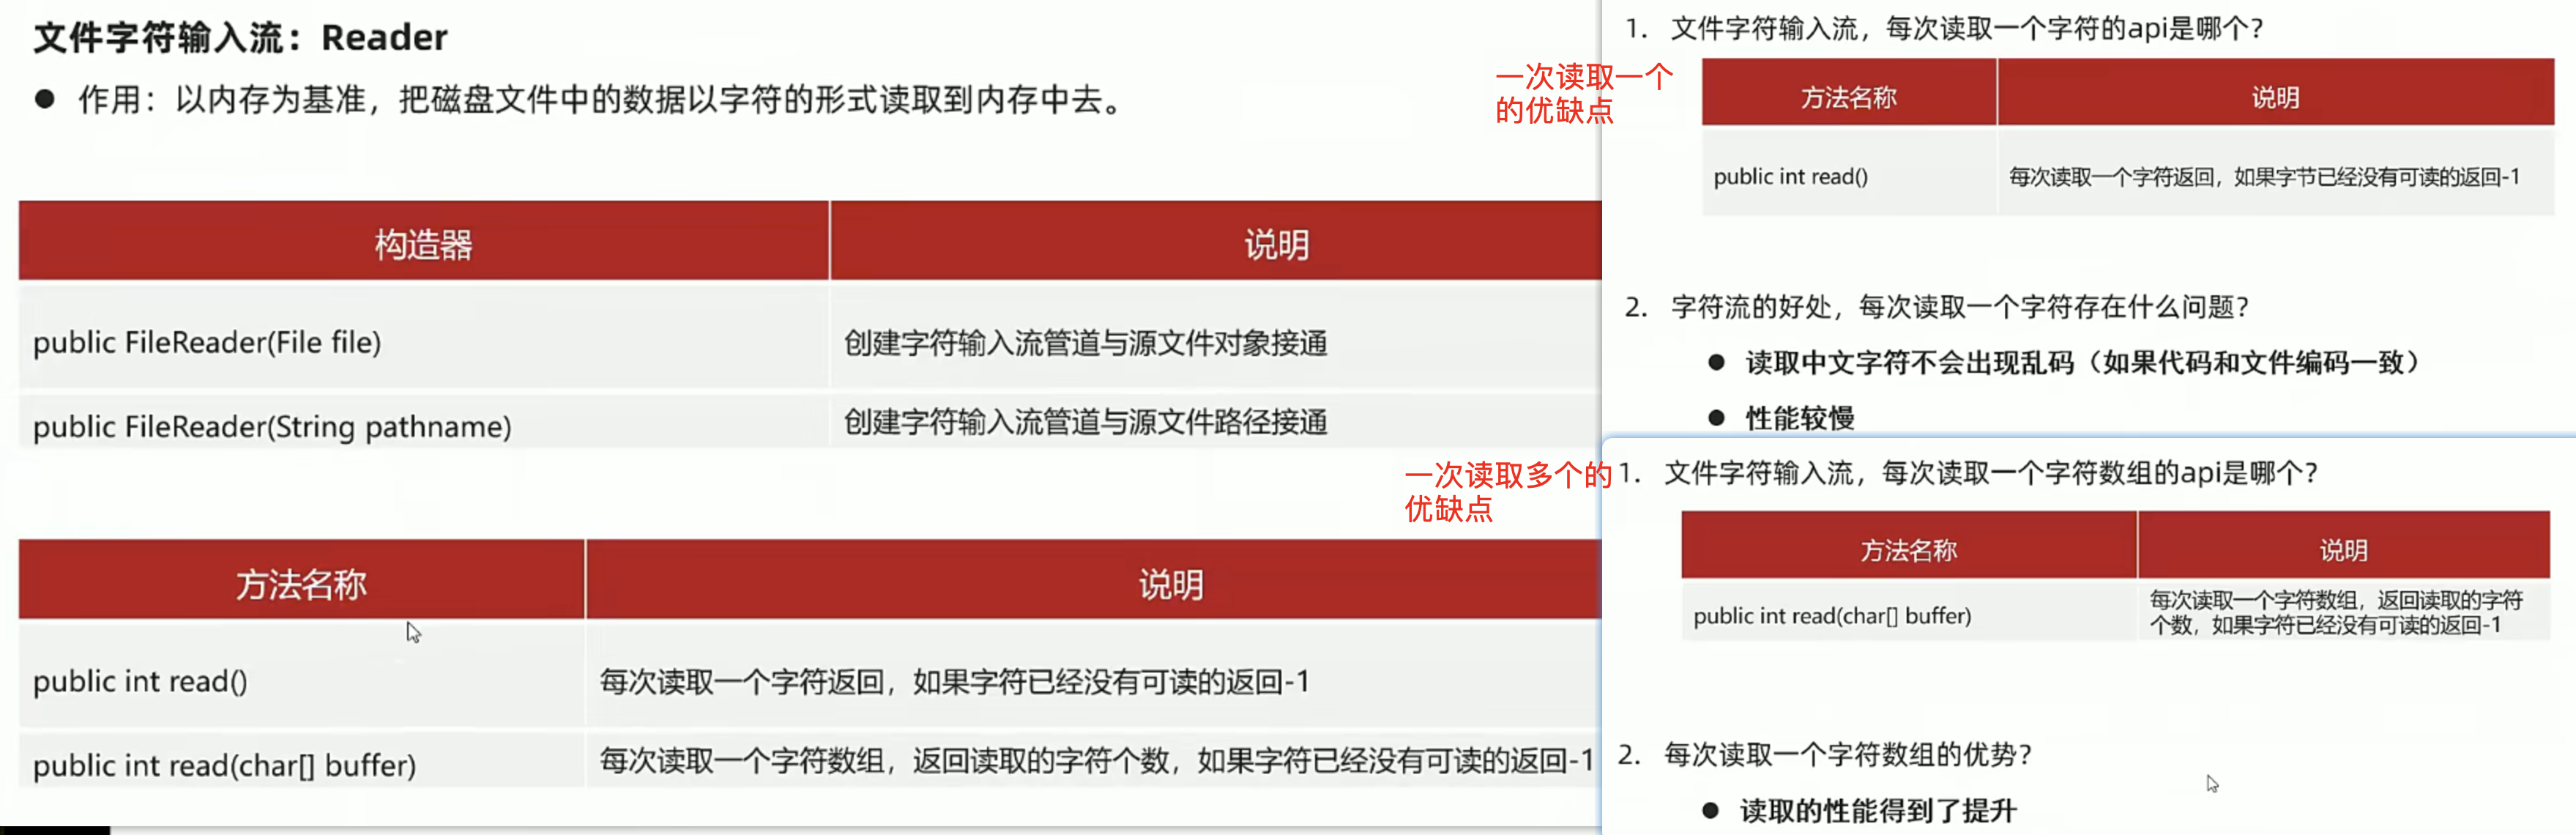 文件字符输入流：Reader
● 作用：以内存为基准，把磁盘文件中的数据以字符的形式读取到内存中去。
构造器 说明
public FileReader(File file) 创建字符输入流管道与源文件对象接通
public FileReader(String pathname) 创建字符输入流管道与源文件路径接通
方法名称 说明
public int read() 每次读取一个字符返回，如果字符已经没有可读的返回-1
public int read(char[] buffer) 每次读取一个字符数组，返回读取的字符个数，如果字符已经没有可读的返回-1
一次读取一个
的优缺点
1. 文件字符输入流，每次读取一个字符的api是哪个？
方法名称 说明
public int read() 每次读取一个字符返回，如果字节已经没有可读的返回-1
2. 字符流的好处，每次读取一个字符存在什么问题？
● 读取中文字符不会出现乱码（如果代码和文件编码一致）
● 性能较慢
一次读取多个的
优缺点
1. 文件字符输入流，每次读取一个字符数组的api是哪个？
方法名称 说明
public int read(char[] buffer) 每次读取一个字符数组，返回读取的字符
个数，如果字符已经没有可读的返回-1
2. 每次读取一个字符数组的优势？
● 读取的性能得到了提升